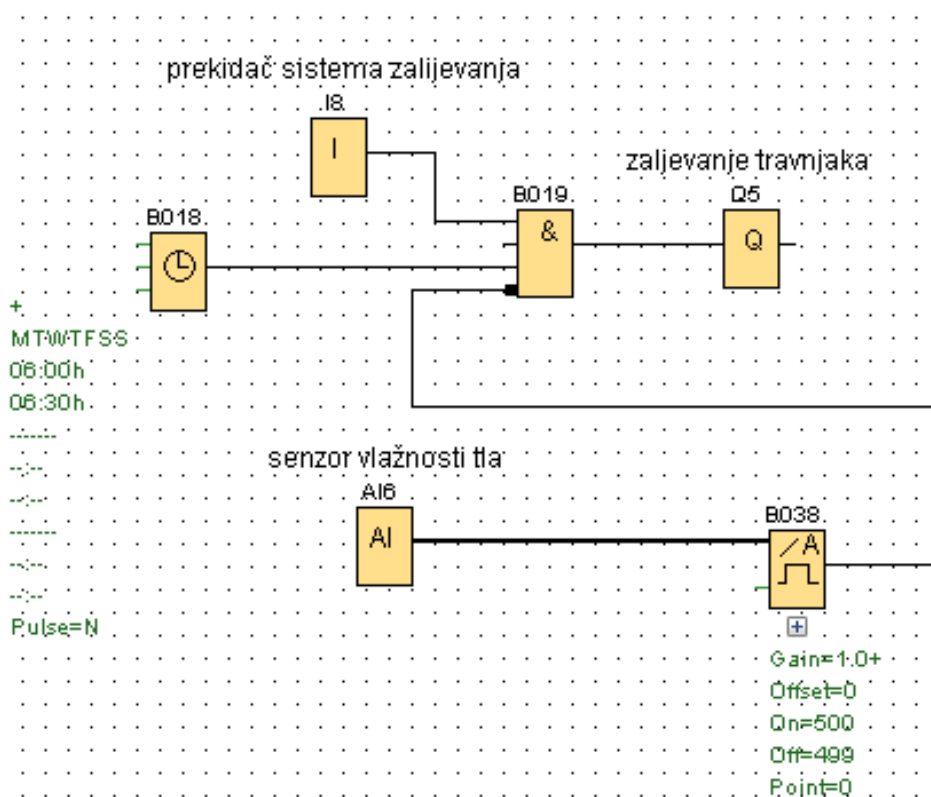 prekidač sistema zalijevanja
I8
I
zaljevanje travnjaka
B019
Q5
&
Q
B018
+
MTWTFSS
06:00h
06:30h
-------
--:--
--:--
-------
--:--
--:--
Pulse=N
senzor vlažnosti tla
AI6
AI
B038
/A
+
Gain=1.0+
Offset=0
On=500
Off=499
Point=0